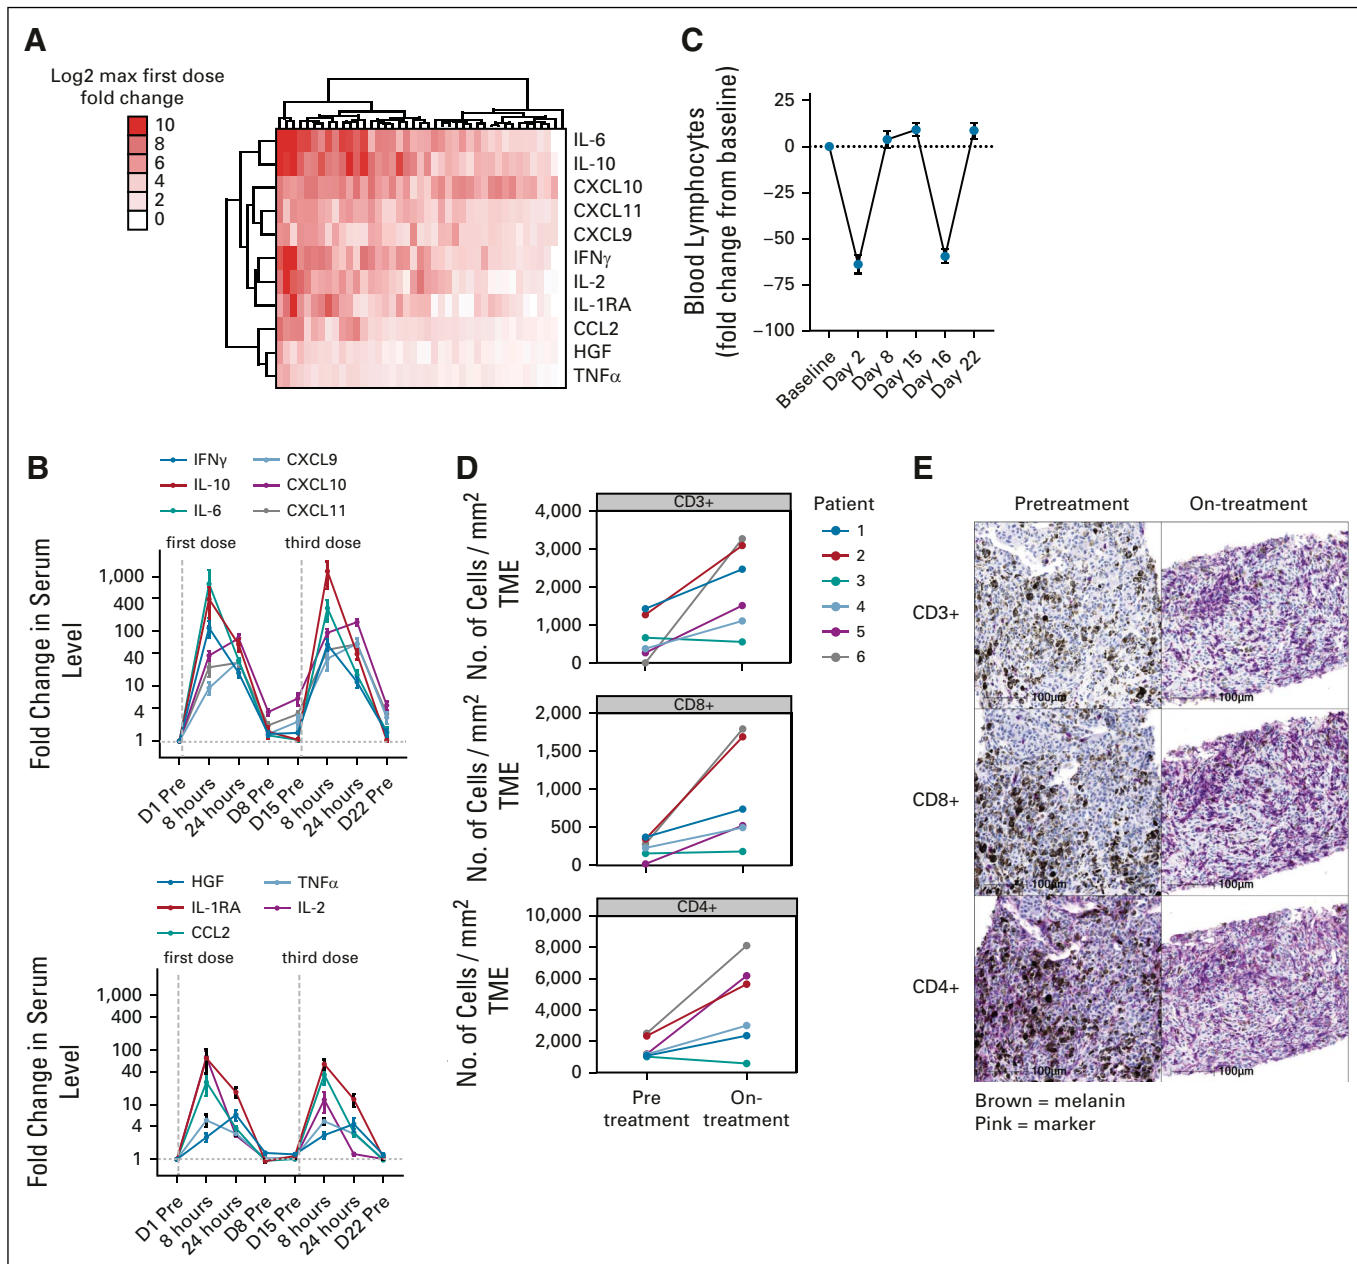 A
Log2 max first dose
fold change
10
8
6
4
2
0
IL-6
IL-10
CXCL10
CXCL11
CXCL9
IFNγ
IL-2
IL-1RA
CCL2
HGF
TNFα
C
Blood Lymphocytes
(fold change from baseline)
25
0
−25
−50
−75
−100
Baseline
Day 2
Day 8
Day 15
Day 16
Day 22
B
IFNγ
IL-10
IL-6
CXCL9
CXCL10
CXCL11
first dose
third dose
Fold Change in Serum
Level
1,000
400
100
40
10
4
1
D1 Pre
8 hours
24 hours
D8 Pre
D15 Pre
8 hours
24 hours
D22 Pre
HGF
IL-1RA
CCL2
TNFα
IL-2
first dose
third dose
Fold Change in Serum
Level
1,000
400
100
40
10
4
1
D1 Pre
8 hours
24 hours
D8 Pre
D15 Pre
8 hours
24 hours
D22 Pre
D
CD3+
No. of Cells / mm²
TME
4,000
3,000
2,000
1,000
0
CD8+
No. of Cells / mm²
TME
2,000
1,500
1,000
500
0
CD4+
No. of Cells / mm²
TME
10,000
8,000
6,000
4,000
2,000
0
Pre
treatment
On-
treatment
Patient
1
2
3
4
5
6
E
Pretreatment
On-treatment
CD3+
100µm
100µm
CD8+
100µm
100µm
CD4+
100µm
100µm
Brown = melanin
Pink = marker